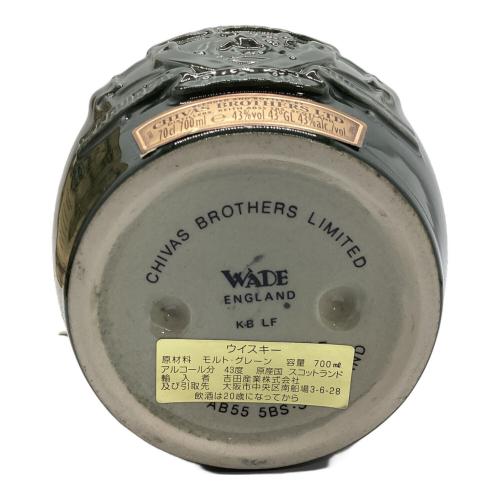 CHIVAS BROTHERS LTD
70cl 700ml e 43%vol 43°GL 43%alc./vol
CHIVAS BROTHERS LIMITED
WADE
ENGLAND
KB LF
ウイスキー
原材料 モルト・グレーン 容量 700㎖
アルコール分 43度 原産国 スコットランド
輸入者 吉田産業株式会社
及び引取先 大阪市中央区南船場3-6-28
飲酒は20歳になってから
AB55 5BS